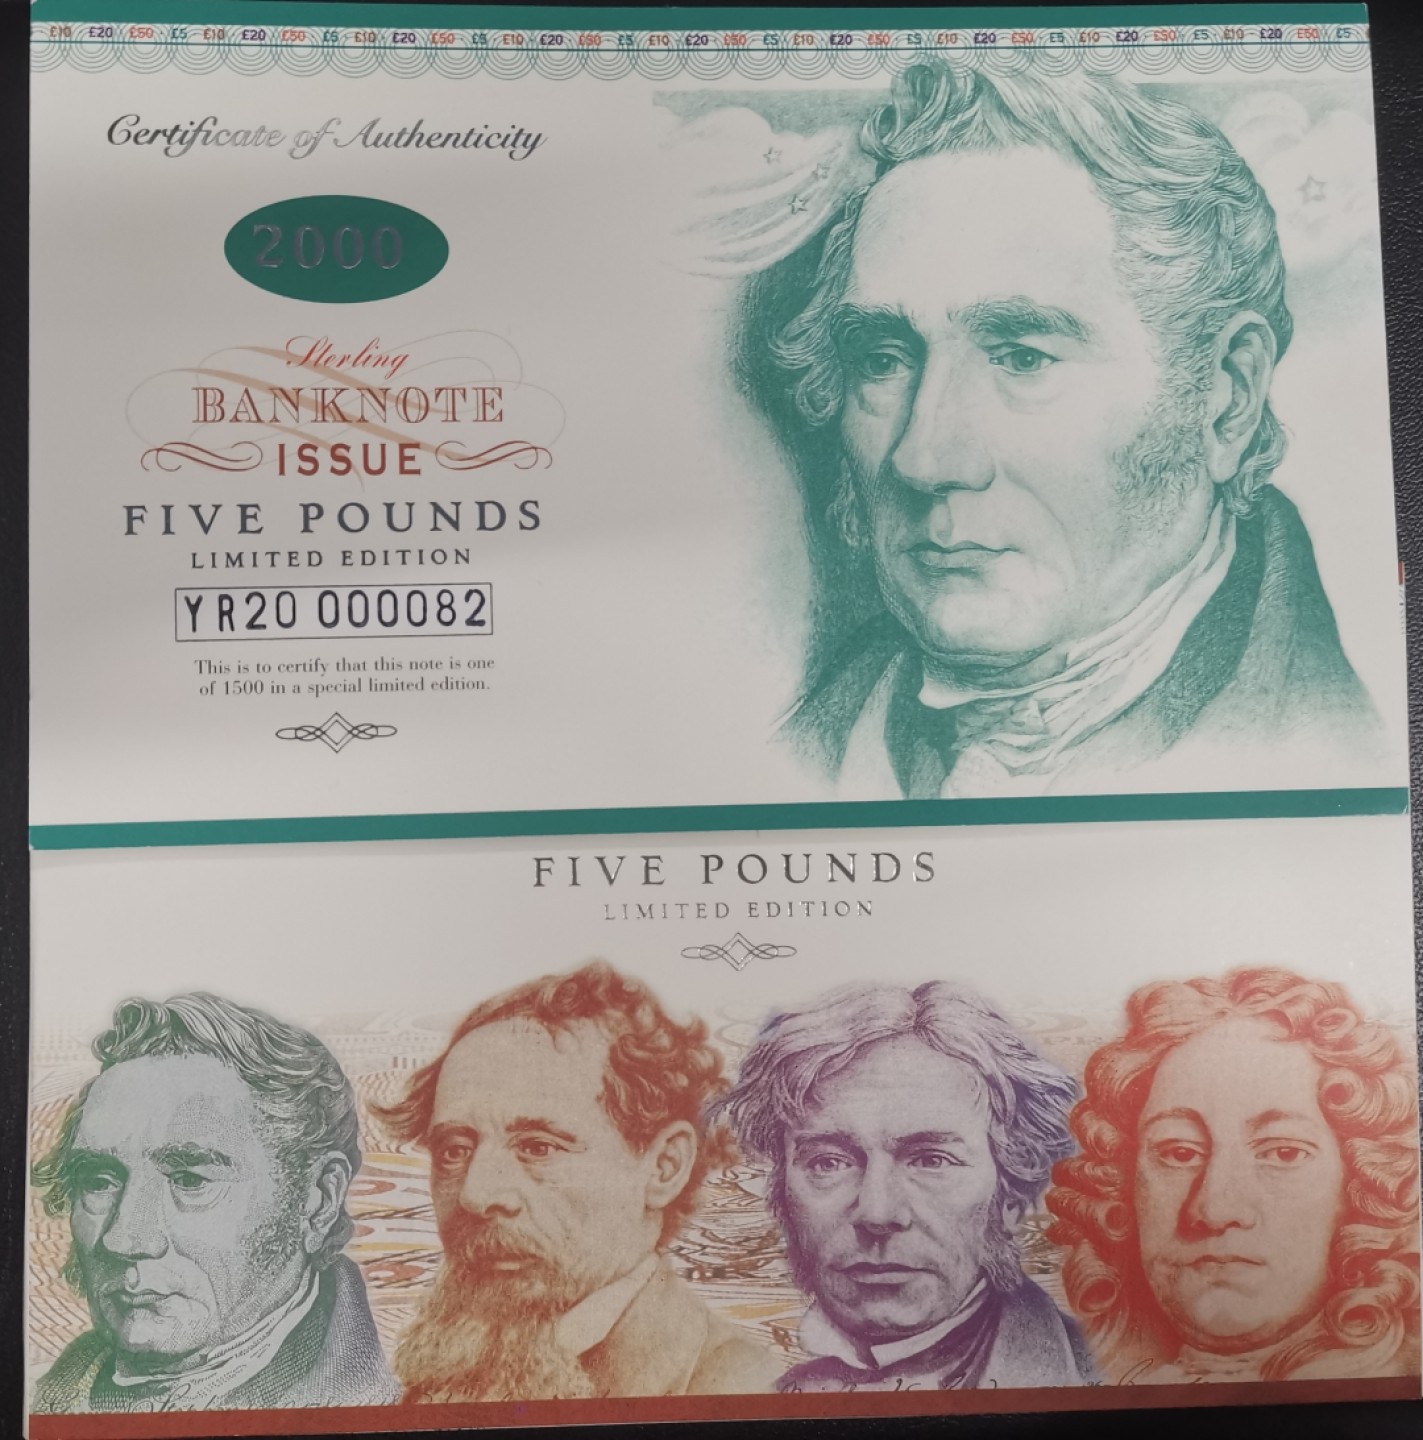 £10 £20 £50 £5 £10 £20 £50 £5 £10 £20 £50 £5 £10 £20 £50 £5 £10 £20 £50 £5 £10 £20 £50 £5 £10 £20 £50 £5 £10 £20 £50 £5 £10 £20 £50 £5
Certificate of Authenticity
2000
Sterling
BANKNOTE
ISSUE
FIVE POUNDS
LIMITED EDITION
YR20 000082
This is to certify that this note is one
of 1500 in a special limited edition.
FIVE POUNDS
LIMITED EDITION